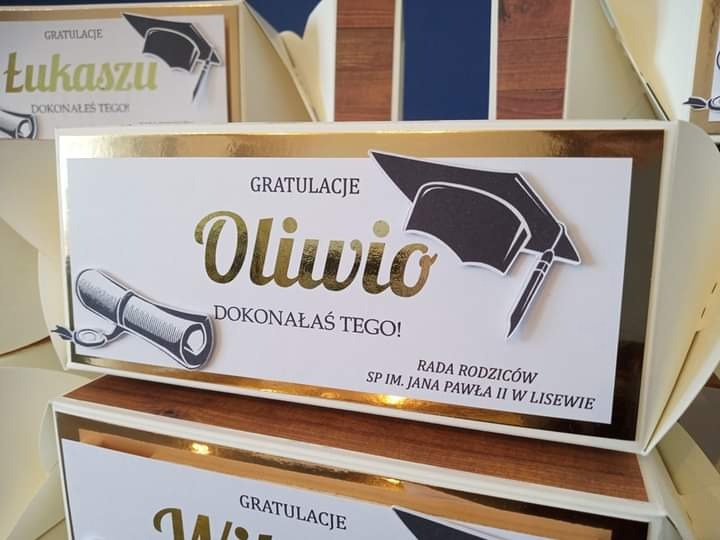 GRATULACJE
Łukaszu
DOKONAŁEŚ TEGO!
GRATULACJE
Oliwio
DOKONAŁAŚ TEGO!
RADA RODZICÓW
SP IM. JANA PAWŁA II W LISEWIE
GRATULACJE